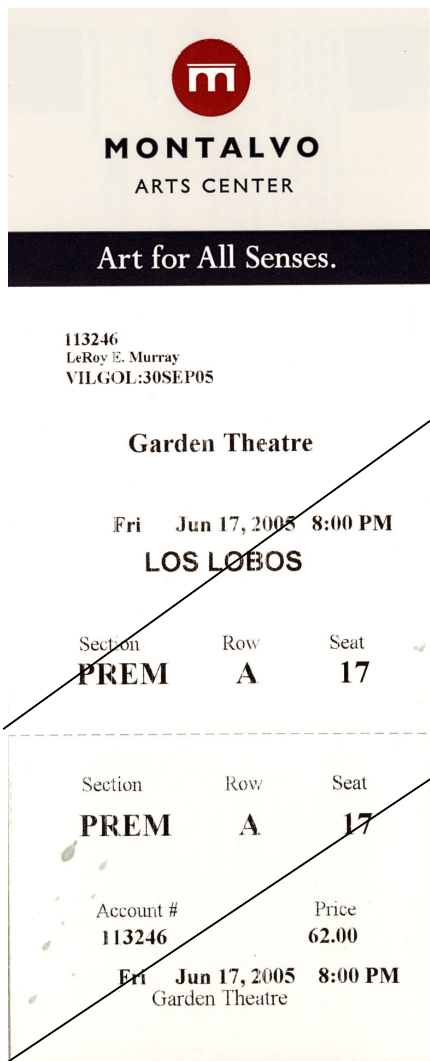 m
MONTALVO
ARTS CENTER
Art for All Senses.
113246
LeRoy E. Murray
VILGOL:30SEP05
Garden Theatre
Fri Jun 17, 2005 8:00 PM
LOS LOBOS
Section Row Seat
PREM A 17
Section Row Seat
PREM A 17
Account # Price
113246 62.00
Fri Jun 17, 2005 8:00 PM
Garden Theatre